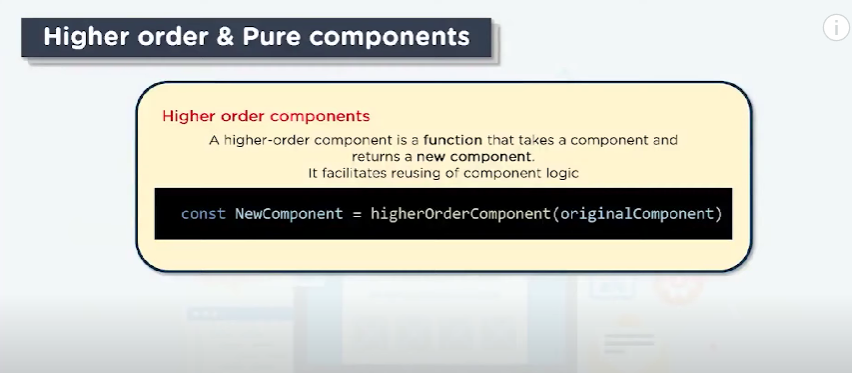 Higher order & Pure components
Higher order components
A higher-order component is a function that takes a component and
returns a new component.
It facilitates reusing of component logic
const NewComponent = higherOrderComponent(originalComponent)